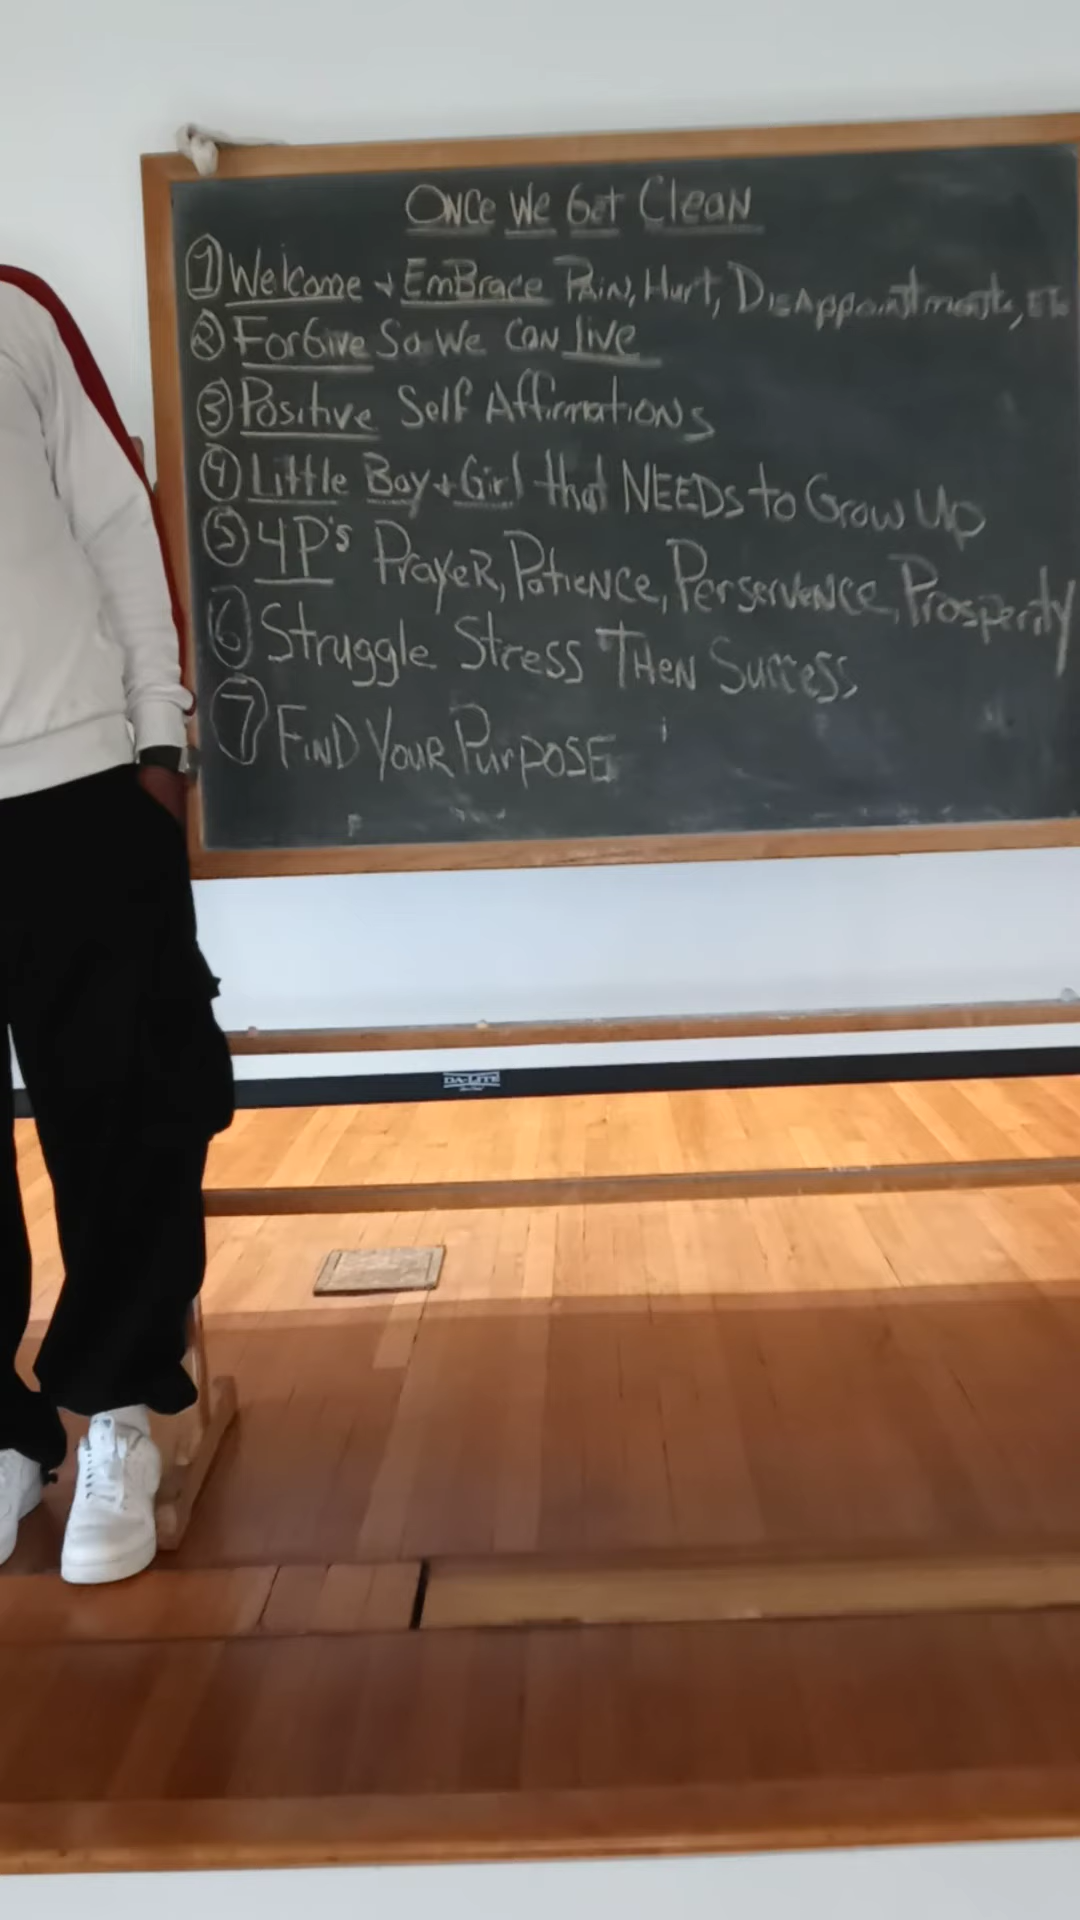 Once We Get Clean
1 Welcome + EmBrace Pain, Hurt, Disappointments, Etc
2 ForGive So We Can live
3 Positive Self Affirmations
4 Little Boy + Girl that NEEDS to Grow Up
5 4P's Prayer, Patience, Perservence, Prosperity
6 Struggle Stress Then Success
7 Find Your Purpose
DA-LITE